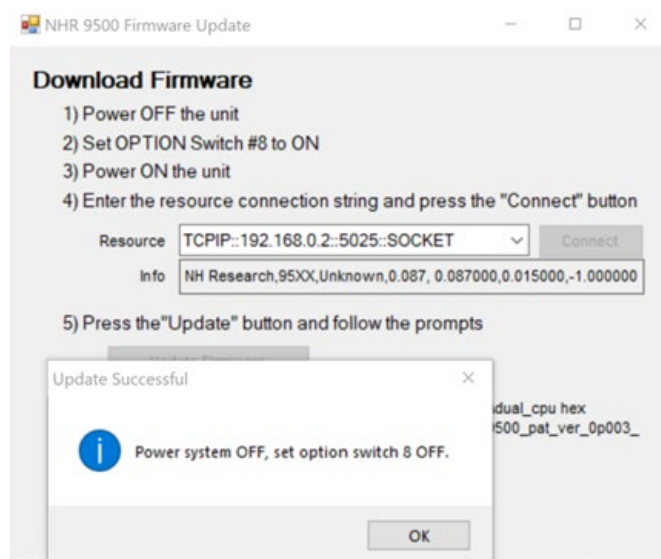 NHR 9500 Firmware Update
Download Firmware
1) Power OFF the unit
2) Set OPTION Switch #8 to ON
3) Power ON the unit
4) Enter the resource connection string and press the "Connect" button
Resource TCPIP::192.168.0.2::5025::SOCKET Connect
Info NH Research,95XX,Unknown,0.087, 0.087000,0.015000,-1.000000
5) Press the"Update" button and follow the prompts
Update Successful
dual_cpu hex
500_pat_ver_0p003_
Power system OFF, set option switch 8 OFF.
OK